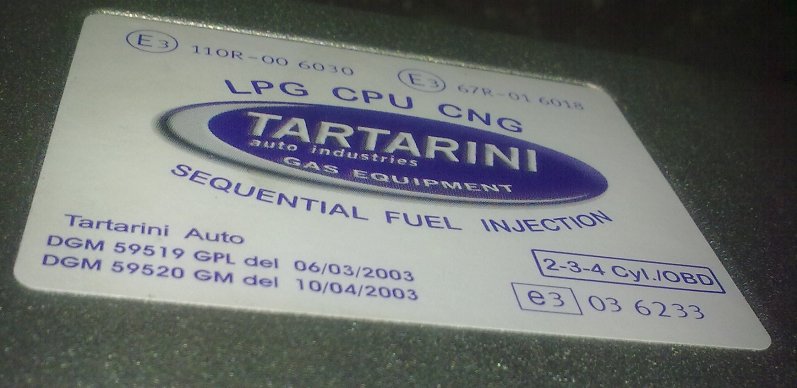 E3 110R-00 6030
E3 67R-01 6018
LPG CPU CNG
TARTARINI
auto industries
GAS EQUIPMENT
SEQUENTIAL FUEL INJECTION
Tartarini Auto
DGM 59519 GPL del 06/03/2003
DGM 59520 GM del 10/04/2003
2-3-4 Cyl./OBD
e3 03 6233